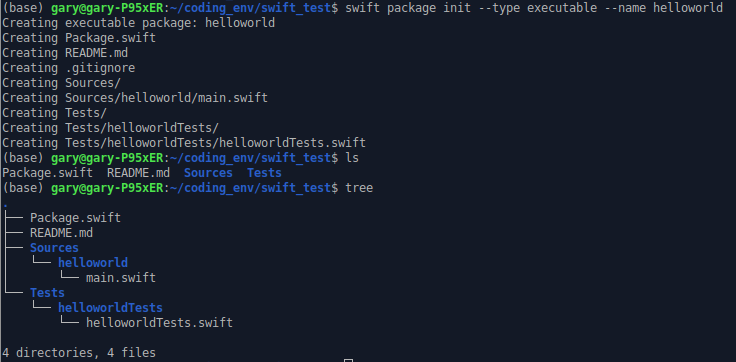 (base) gary@gary-P95xER:~/coding_env/swift_test$ swift package init --type executable --name helloworld
Creating executable package: helloworld
Creating Package.swift
Creating README.md
Creating .gitignore
Creating Sources/
Creating Sources/helloworld/main.swift
Creating Tests/
Creating Tests/helloworldTests/
Creating Tests/helloworldTests/helloworldTests.swift
(base) gary@gary-P95xER:~/coding_env/swift_test$ ls
Package.swift  README.md  Sources  Tests
(base) gary@gary-P95xER:~/coding_env/swift_test$ tree
.
├── Package.swift
├── README.md
├── Sources
│   └── helloworld
│       └── main.swift
└── Tests
    └── helloworldTests
        └── helloworldTests.swift

4 directories, 4 files